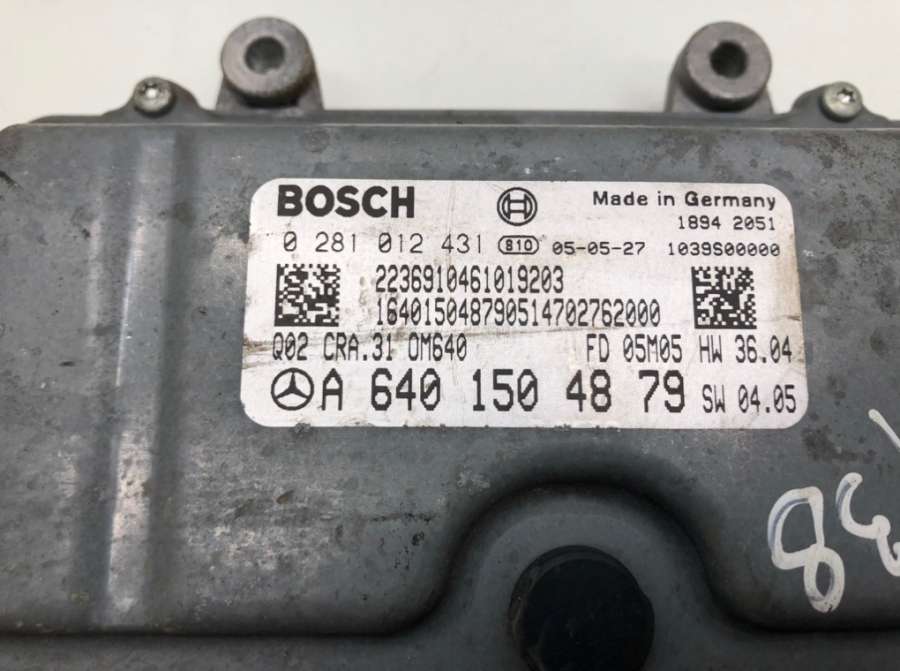 BOSCH Made in Germany
1894 2051
0 281 012 431 810 05-05-27 1039S00000
2236910461019203
164015048790514702762000
Q02 CRA.31 OM640 FD 05M05 HW 36.04
A 640 150 48 79 SW 04.05